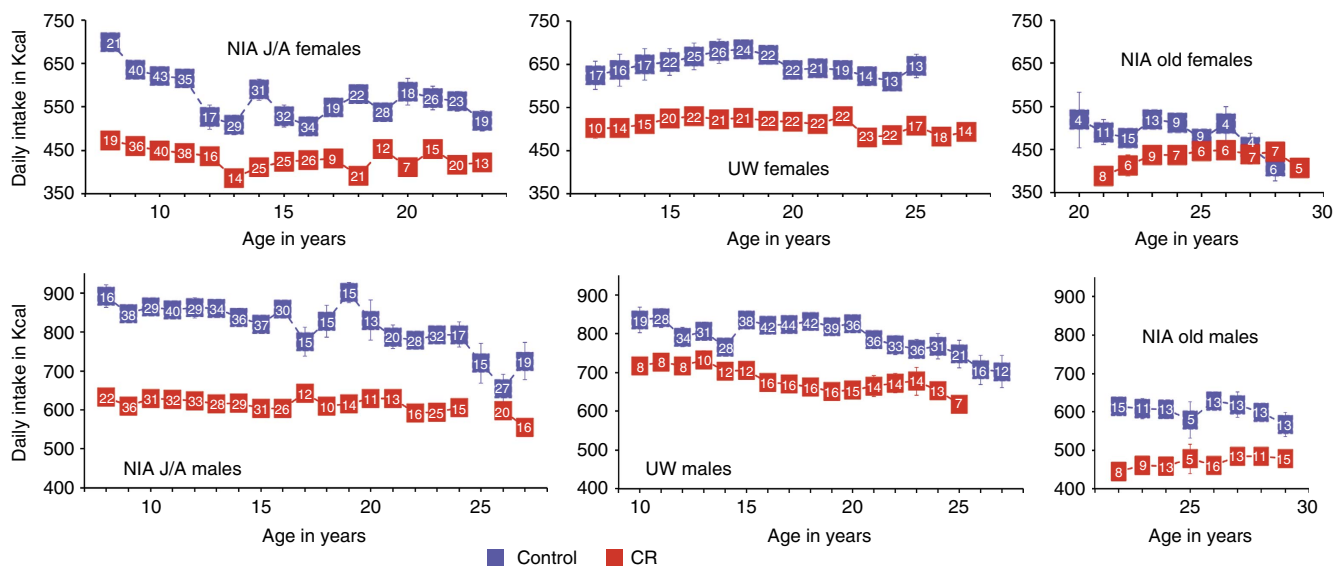 750
650
550
450
350
Daily intake in Kcal
NIA J/A females
21 40 43 35 17 29 31 32 34 19 22 28 18 26 23 19
19 36 40 38 16 14 25 25 26 9 21 12 7 15 20 13
10 15 20
Age in years
750
650
550
450
350
UW females
17 16 17 22 25 26 24 22 22 21 19 14 13 13
10 14 15 20 22 21 21 22 22 22 22 23 22 17 18 14
15 20 25
Age in years
750
650
550
450
350
NIA old females
4 11 15 13 9 9 4 4 6
8 6 9 7 6 6 7 7 5
20 25 30
Age in years
900
800
700
600
400
Daily intake in Kcal
NIA J/A males
16 38 29 40 29 34 36 37 30 15 15 15 13 20 28 32 17 15 27 19
22 36 31 32 33 28 29 31 26 12 10 14 11 13 16 25 15 20 16
10 15 20 25
Age in years
900
800
700
600
400
UW males
19 28 34 31 28 38 42 44 42 39 36 36 33 36 31 21 16 12
8 8 8 10 12 12 16 16 16 16 15 14 14 14 12 7
10 15 20 25
Age in years
900
800
700
600
500
400
NIA old males
15 11 13 5 13 13 13 13
8 9 13 5 16 13 11 15
20 25 30
Age in years
Control
CR